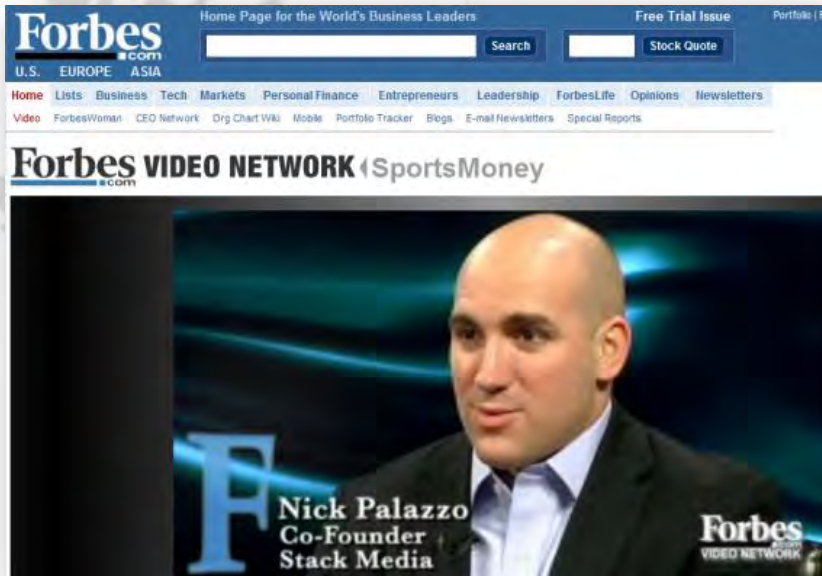 Home Page for the World's Business Leaders
Free Trial Issue
Portfolio |
Forbes
.com
Search
Stock Quote
U.S. EUROPE ASIA
Home Lists Business Tech Markets Personal Finance Entrepreneurs Leadership ForbesLife Opinions Newsletters
Video ForbesWoman CEO Network Org Chart Wiki Mobile Portfolio Tracker Blogs E-mail Newsletters Special Reports
Forbes .com VIDEO NETWORK SportsMoney
F
Nick Palazzo
Co-Founder
Stack Media
Forbes
.com
VIDEO NETWORK